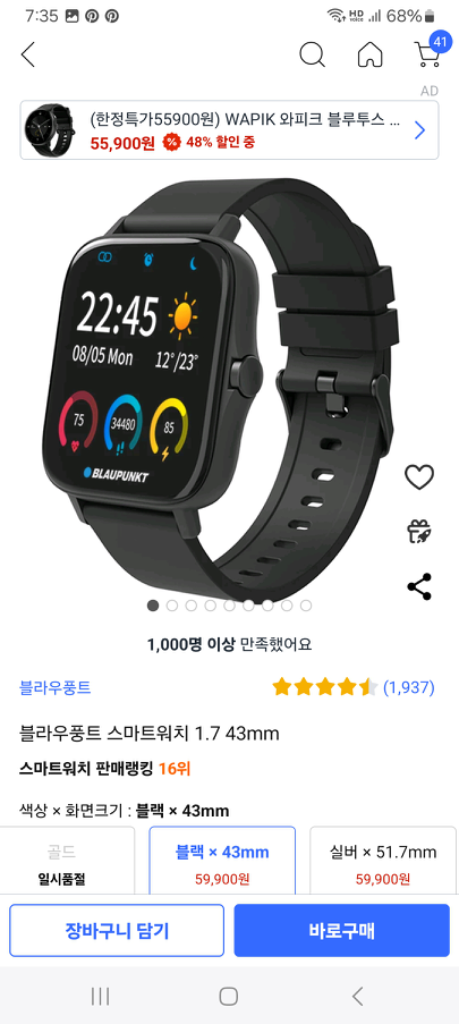 7:35
HD voice 68%
41
AD
(한정특가55900원) WAPIK 와피크 블루투스 ...
55,900원 % 48% 할인 중
22:45
08/05 Mon 12°/23°
75 34480 85
BLAUPUNKT
1,000명 이상 만족했어요
블라우풍트 (1,937)
블라우풍트 스마트워치 1.7 43mm
스마트워치 판매랭킹 16위
색상 × 화면크기 : 블랙 × 43mm
골드 블랙 × 43mm 실버 × 51.7mm
일시품절 59,900원 59,900원
장바구니 담기 바로구매